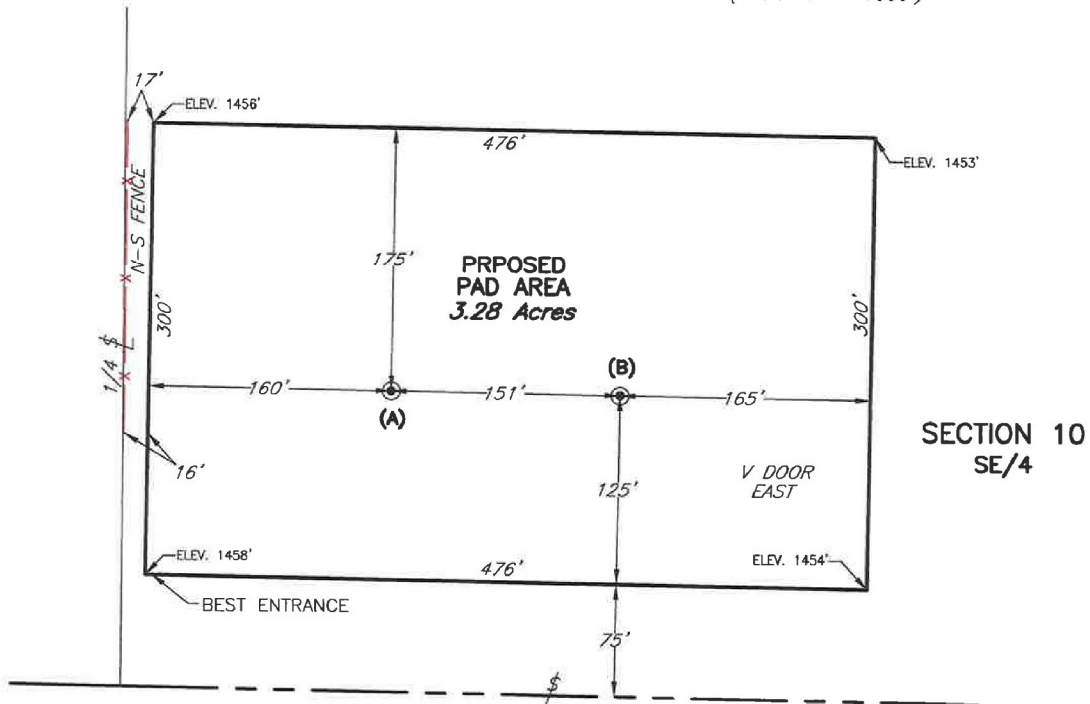 17'
ELEV. 1456'
476'
ELEV. 1453'
N-S FENCE
175'
PRPOSED
PAD AREA
3.28 Acres
300'
300'
1/4
160'
(A)
151'
(B)
165'
SECTION 10
SE/4
16'
125'
V DOOR
EAST
ELEV. 1458'
476'
ELEV. 1454'
BEST ENTRANCE
75'